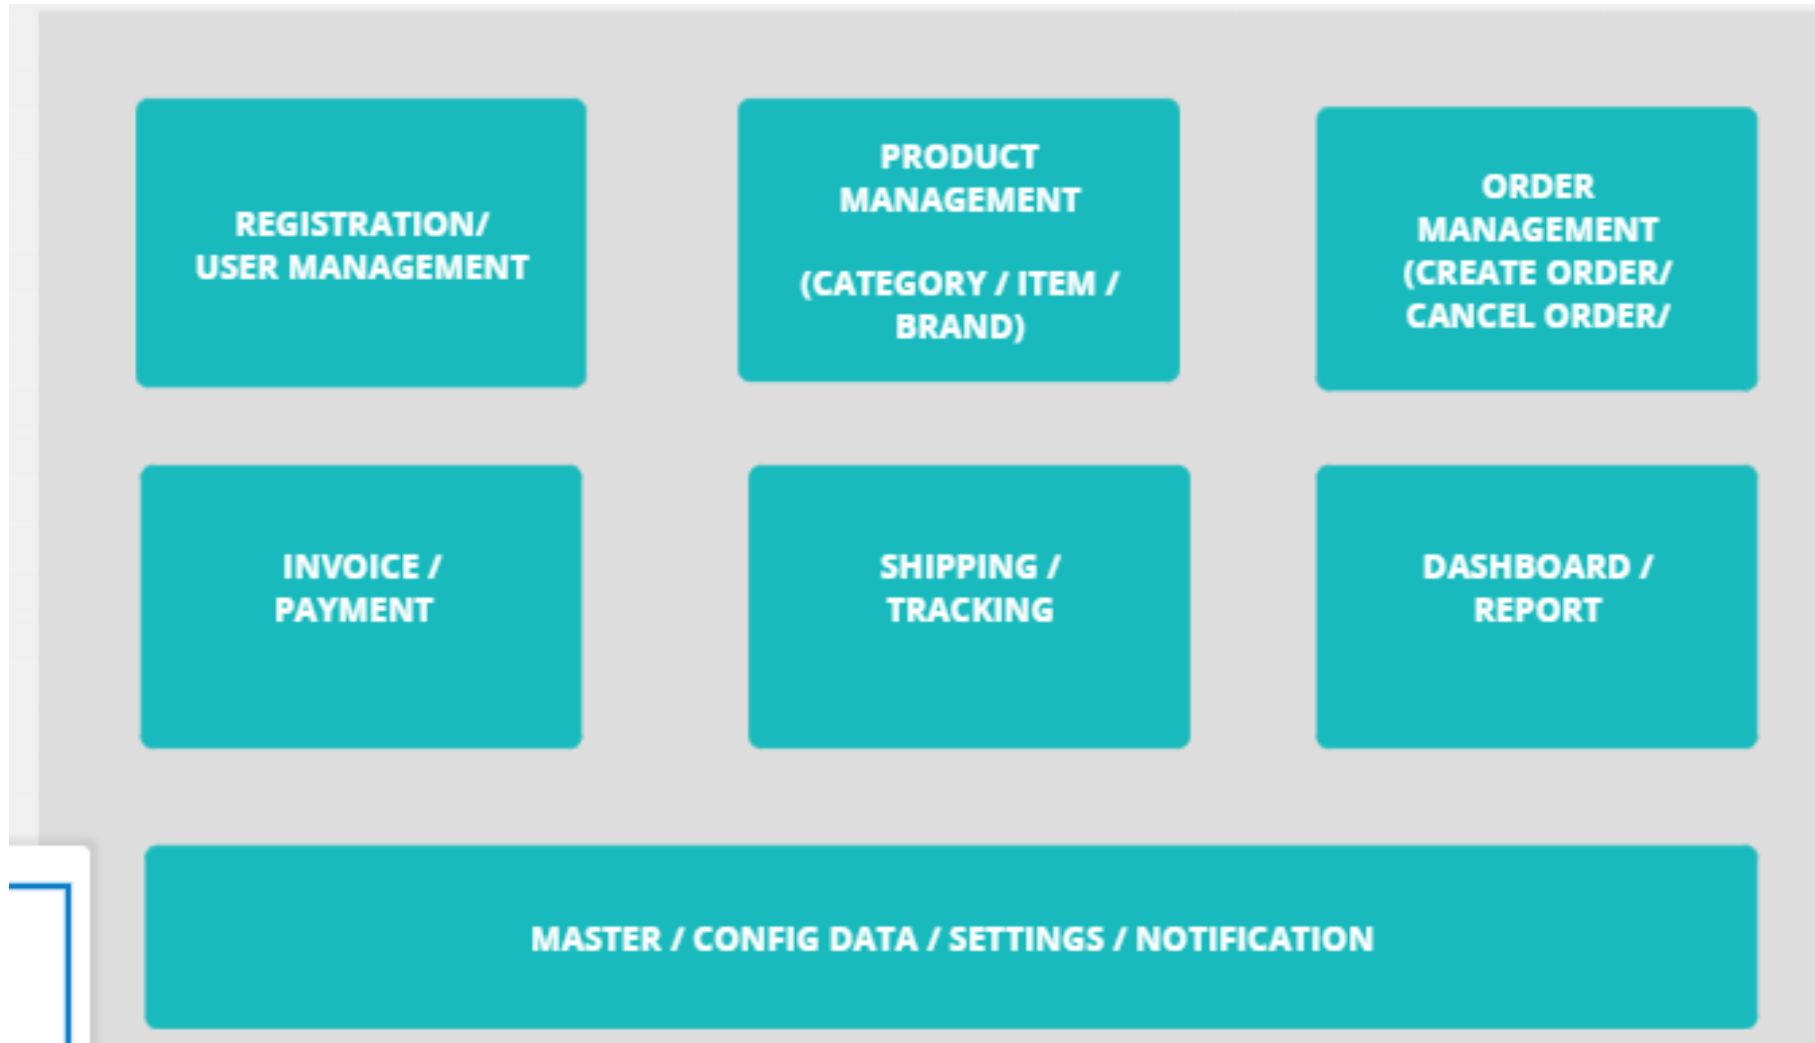 REGISTRATION/
USER MANAGEMENT
PRODUCT
MANAGEMENT
(CATEGORY / ITEM /
BRAND)
ORDER
MANAGEMENT
(CREATE ORDER/
CANCEL ORDER/
INVOICE /
PAYMENT
SHIPPING /
TRACKING
DASHBOARD /
REPORT
MASTER / CONFIG DATA / SETTINGS / NOTIFICATION